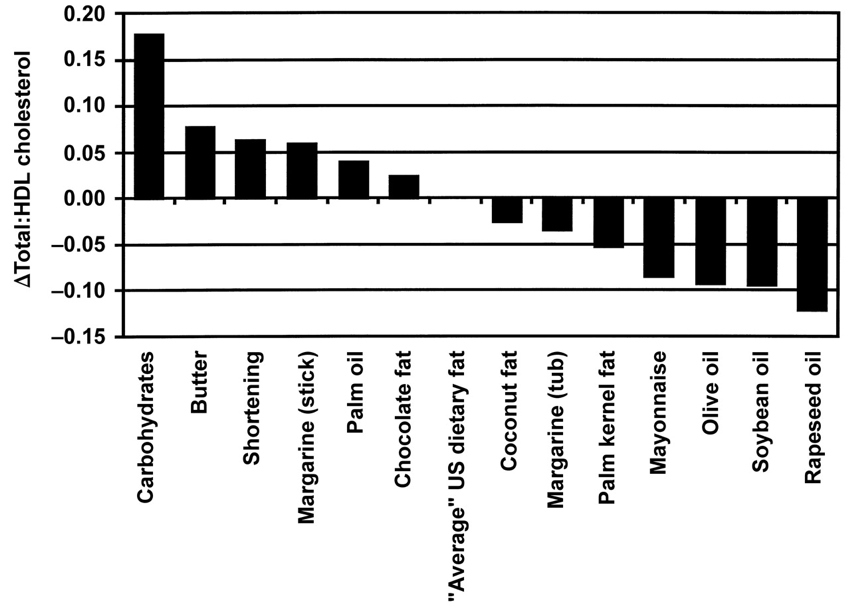 0.20
0.15
0.10
0.05
0.00
−0.05
−0.10
−0.15
ΔTotal:HDL cholesterol
Carbohydrates
Butter
Shortening
Margarine (stick)
Palm oil
Chocolate fat
"Average" US dietary fat
Coconut fat
Margarine (tub)
Palm kernel fat
Mayonnaise
Olive oil
Soybean oil
Rapeseed oil